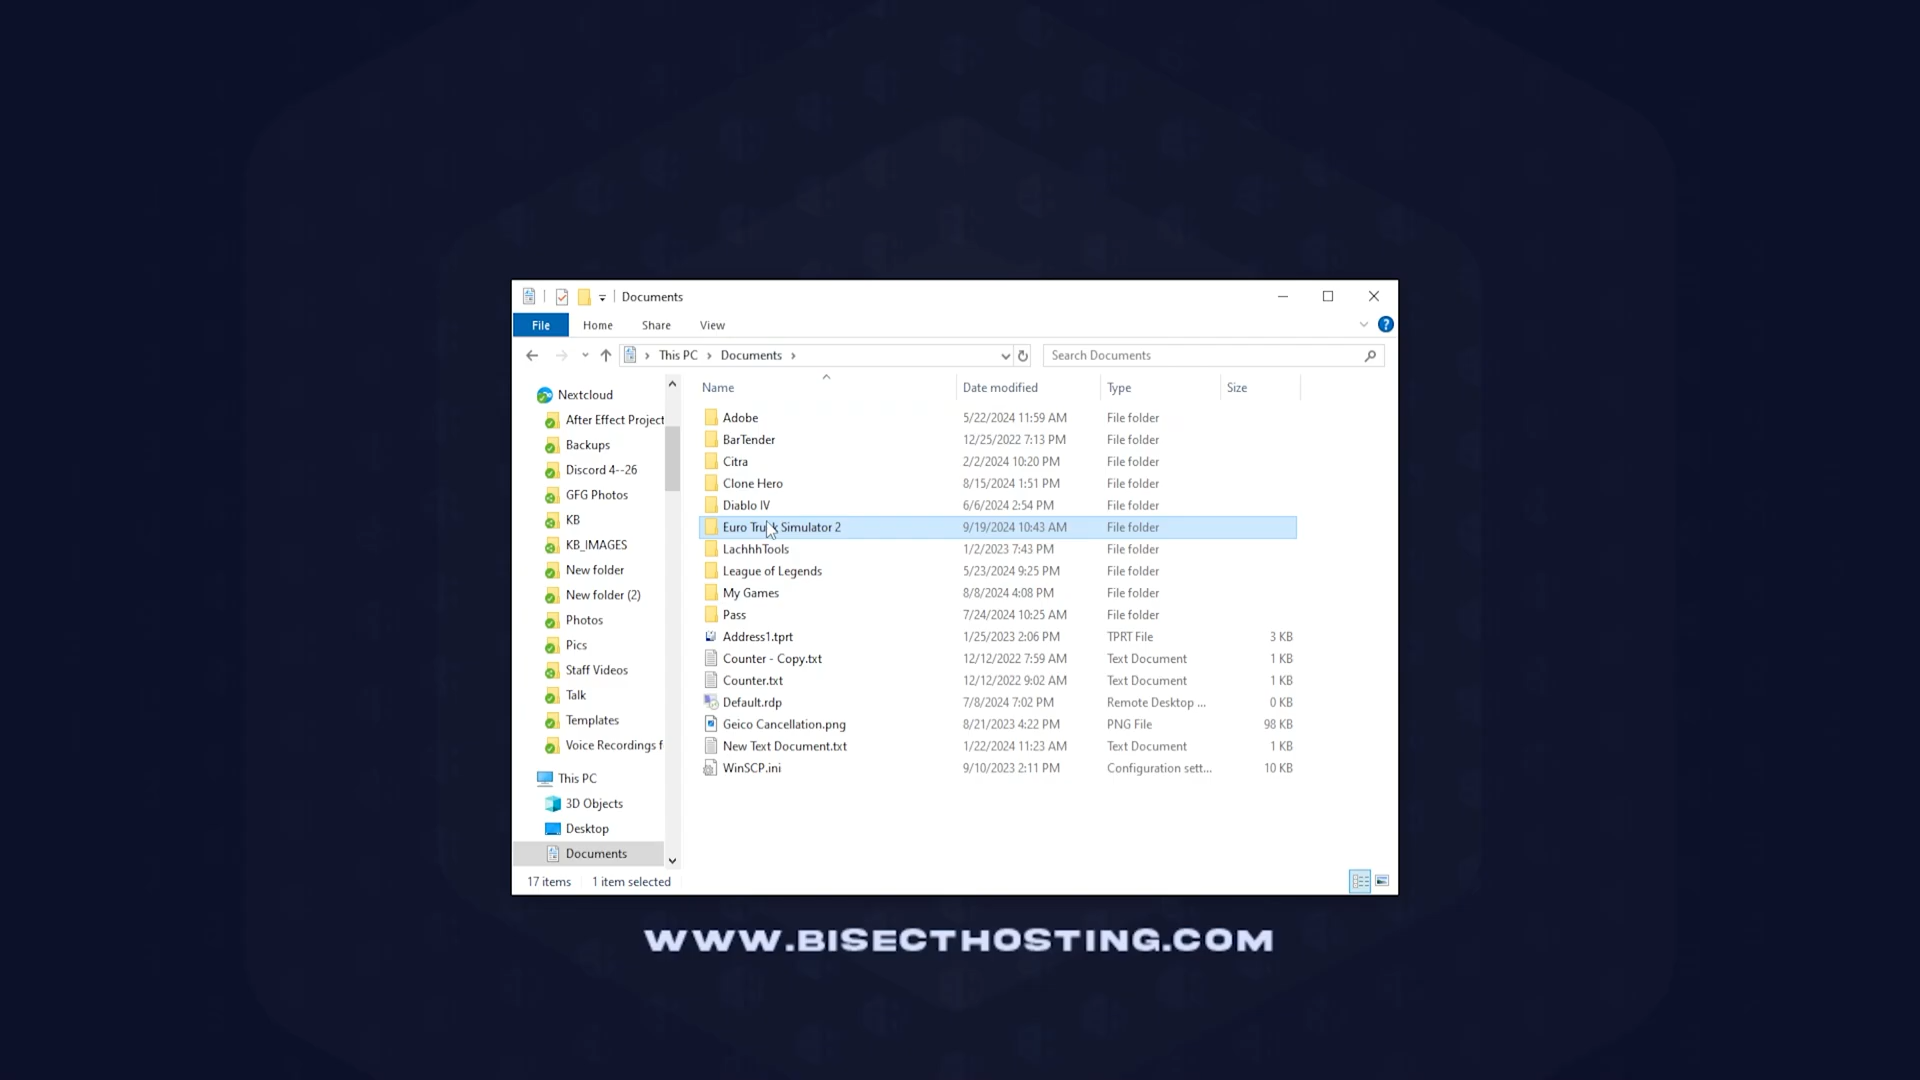 Documents
File Home Share View
This PC Documents
Search Documents
Name Date modified Type Size
Nextcloud
After Effect Project
Backups
Discord 4--26
GFG Photos
KB
KB_IMAGES
New folder
New folder (2)
Photos
Pics
Staff Videos
Talk
Templates
Voice Recordings f
This PC
3D Objects
Desktop
Documents
Adobe 5/22/2024 11:59 AM File folder
BarTender 12/25/2022 7:13 PM File folder
Citra 2/2/2024 10:20 PM File folder
Clone Hero 8/15/2024 1:51 PM File folder
Diablo IV 6/6/2024 2:54 PM File folder
Euro Truck Simulator 2 9/19/2024 10:43 AM File folder
LachhhTools 1/2/2023 7:43 PM File folder
League of Legends 5/23/2024 9:25 PM File folder
My Games 8/8/2024 4:08 PM File folder
Pass 7/24/2024 10:25 AM File folder
Address1.tprt 1/25/2023 2:06 PM TPRT File 3 KB
Counter - Copy.txt 12/12/2022 7:59 AM Text Document 1 KB
Counter.txt 12/12/2022 9:02 AM Text Document 1 KB
Default.rdp 7/8/2024 7:02 PM Remote Desktop ... 0 KB
Geico Cancellation.png 8/21/2023 4:22 PM PNG File 98 KB
New Text Document.txt 1/22/2024 11:23 AM Text Document 1 KB
WinSCP.ini 9/10/2023 2:11 PM Configuration sett... 10 KB
17 items 1 item selected
WWW.BISECTHOSTING.COM